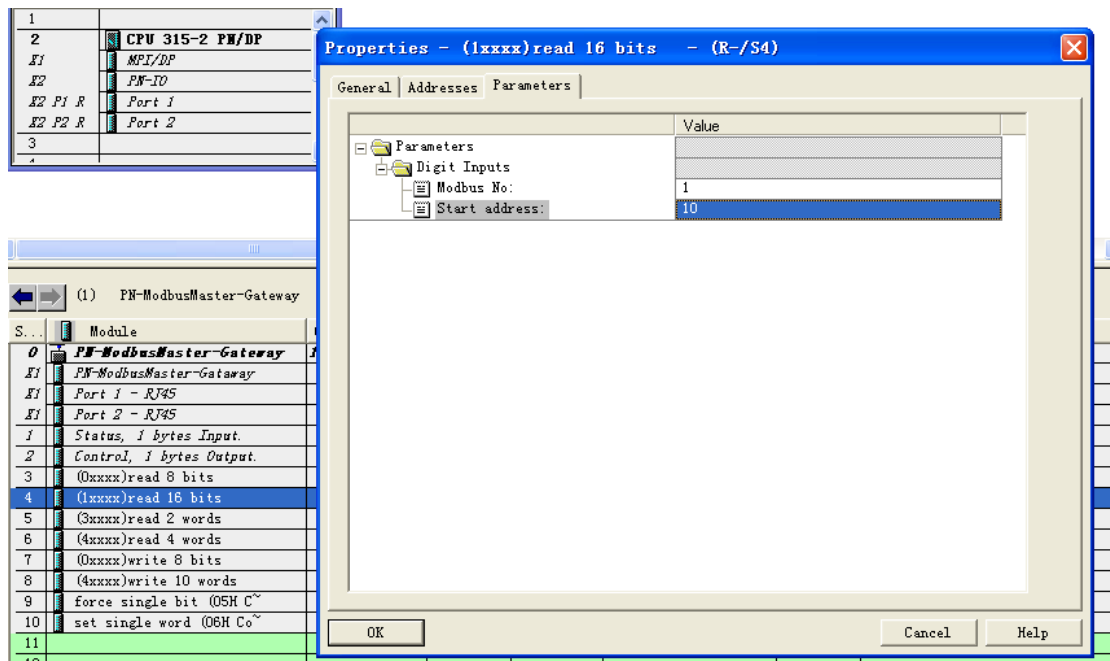 1
2 CPU 315-2 PN/DP
X1 MPI/DP
X2 PN-IO
X2 P1 R Port 1
X2 P2 R Port 2
3
Properties - (1xxxx)read 16 bits - (R-/S4)
General Addresses Parameters
Value
Parameters
Digit Inputs
Modbus No: 1
Start address: 10
(1) PN-ModbusMaster-Gateway
S... Module
0 PN-ModbusMaster-Gateway 1
X1 PN-ModbusMaster-Gataway
X1 Port 1 - RJ45
X1 Port 2 - RJ45
1 Status, 1 bytes Input.
2 Control, 1 bytes Output.
3 (0xxxx)read 8 bits
4 (1xxxx)read 16 bits
5 (3xxxx)read 2 words
6 (4xxxx)read 4 words
7 (0xxxx)write 8 bits
8 (4xxxx)write 10 words
9 force single bit (05H C~
10 set single word (06H Co~
11
OK Cancel Help